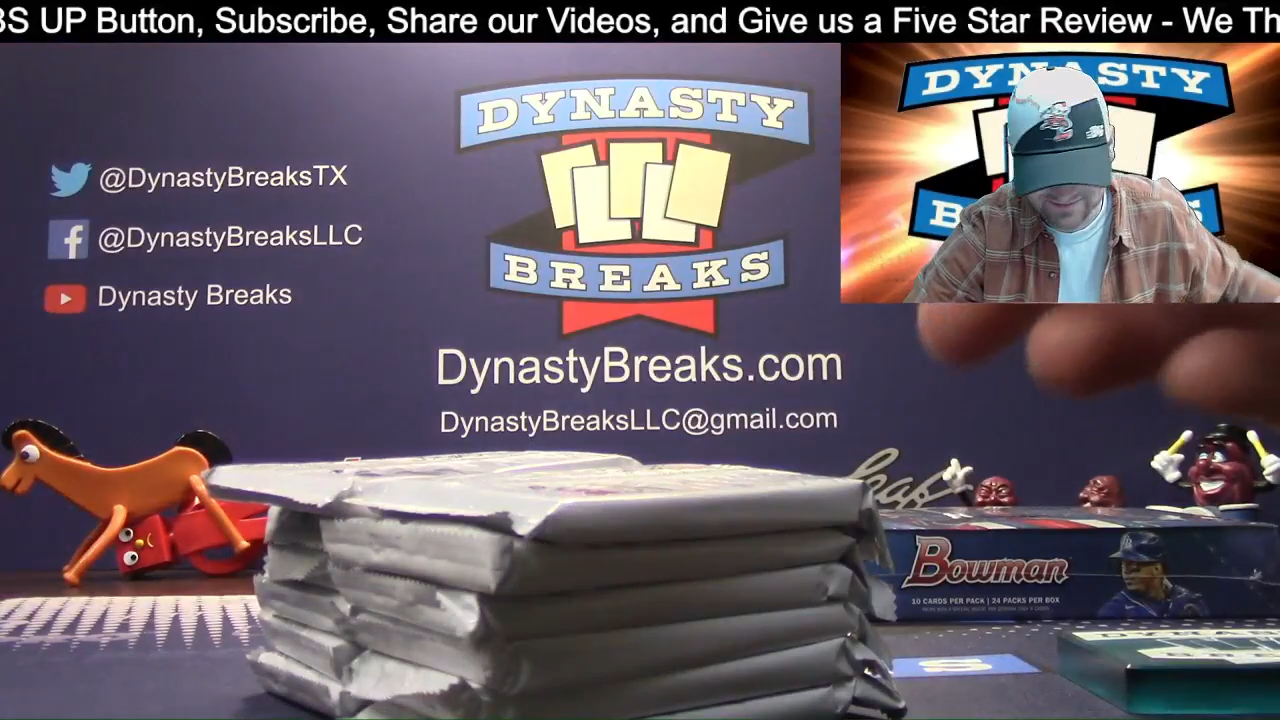 BS UP Button, Subscribe, Share our Videos, and Give us a Five Star Review - We Th
DYNASTY
BREAKS
@DynastyBreaksTX
@DynastyBreaksLLC
Dynasty Breaks
DynastyBreaks.com
DynastyBreaksLLC@gmail.com
DYNASTY
B
S
Leaf
Bowman
10 CARDS PER PACK | 24 PACKS PER BOX
S